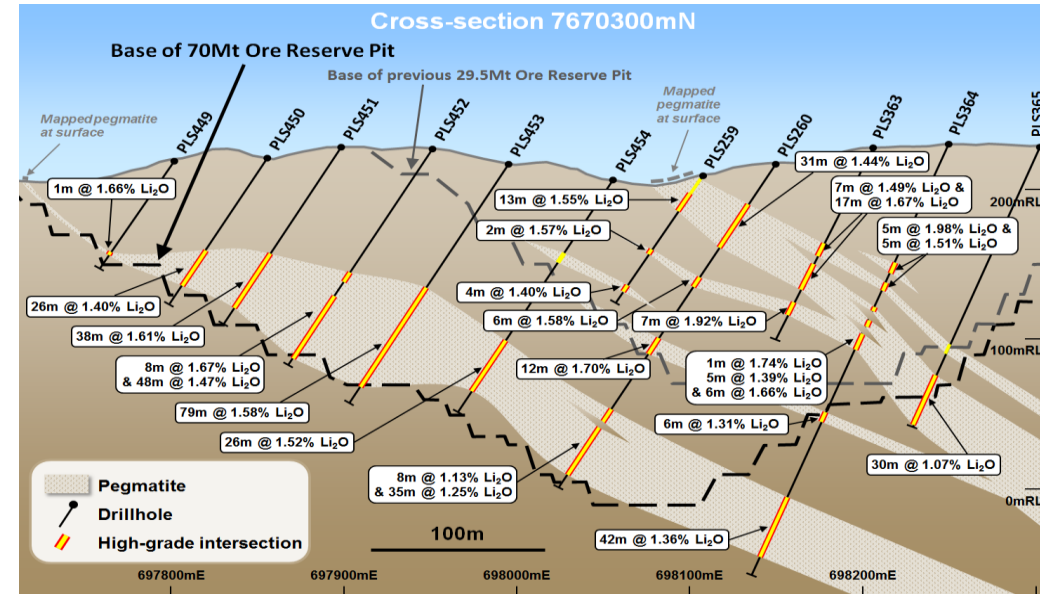 Cross-section 7670300mN
Base of 70Mt Ore Reserve Pit
Base of previous 29.5Mt Ore Reserve Pit
Mapped pegmatite
at surface
Mapped
pegmatite
at surface
PLS449
PLS450
PLS451
PLS452
PLS453
PLS454
PLS259
PLS260
PLS363
PLS364
PLS365
1m @ 1.66% Li₂O
26m @ 1.40% Li₂O
38m @ 1.61% Li₂O
8m @ 1.67% Li₂O
& 48m @ 1.47% Li₂O
79m @ 1.58% Li₂O
26m @ 1.52% Li₂O
8m @ 1.13% Li₂O
& 35m @ 1.25% Li₂O
13m @ 1.55% Li₂O
2m @ 1.57% Li₂O
4m @ 1.40% Li₂O
6m @ 1.58% Li₂O
12m @ 1.70% Li₂O
31m @ 1.44% Li₂O
7m @ 1.49% Li₂O &
17m @ 1.67% Li₂O
5m @ 1.98% Li₂O &
5m @ 1.51% Li₂O
7m @ 1.92% Li₂O
1m @ 1.74% Li₂O
5m @ 1.39% Li₂O
& 6m @ 1.66% Li₂O
6m @ 1.31% Li₂O
30m @ 1.07% Li₂O
42m @ 1.36% Li₂O
200mRL
100mRL
0mRL
Pegmatite
Drillhole
High-grade intersection
100m
697800mE
697900mE
698000mE
698100mE
698200mE